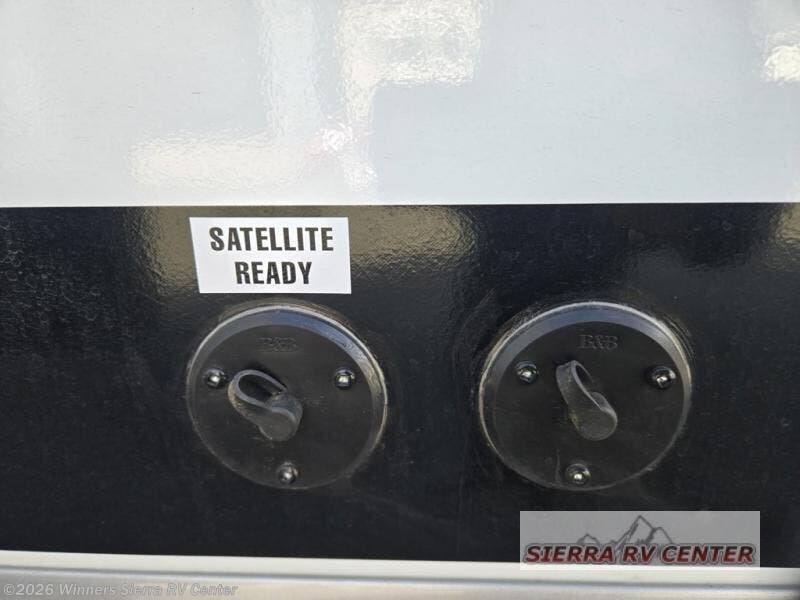 SATELLITE
READY
B&B
B&B
SIERRA RV CENTER
©2026 Winners Sierra RV Center